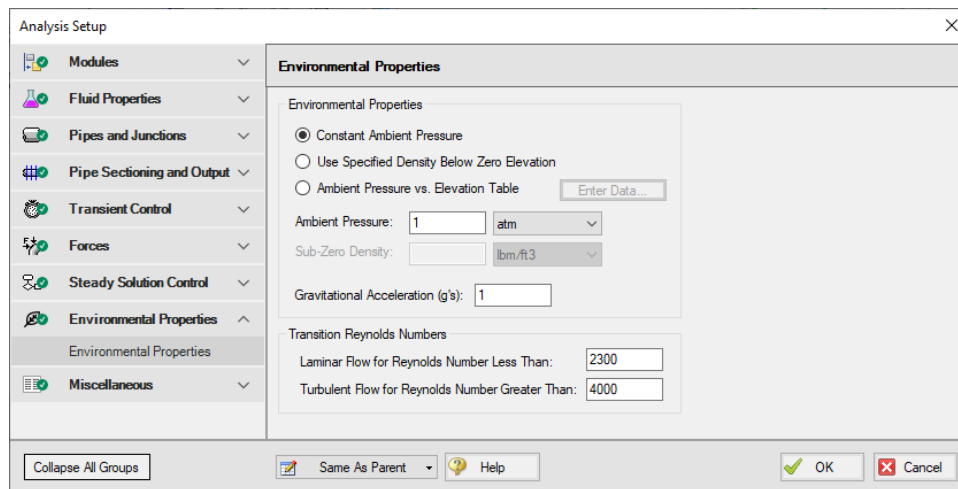 Analysis Setup
Modules
Fluid Properties
Pipes and Junctions
Pipe Sectioning and Output
Transient Control
Forces
Steady Solution Control
Environmental Properties
Environmental Properties
Miscellaneous
Environmental Properties
Environmental Properties
Constant Ambient Pressure
Use Specified Density Below Zero Elevation
Ambient Pressure vs. Elevation Table Enter Data...
Ambient Pressure: 1 atm
Sub-Zero Density: lbm/ft3
Gravitational Acceleration (g's): 1
Transition Reynolds Numbers
Laminar Flow for Reynolds Number Less Than: 2300
Turbulent Flow for Reynolds Number Greater Than: 4000
Collapse All Groups Same As Parent Help OK Cancel